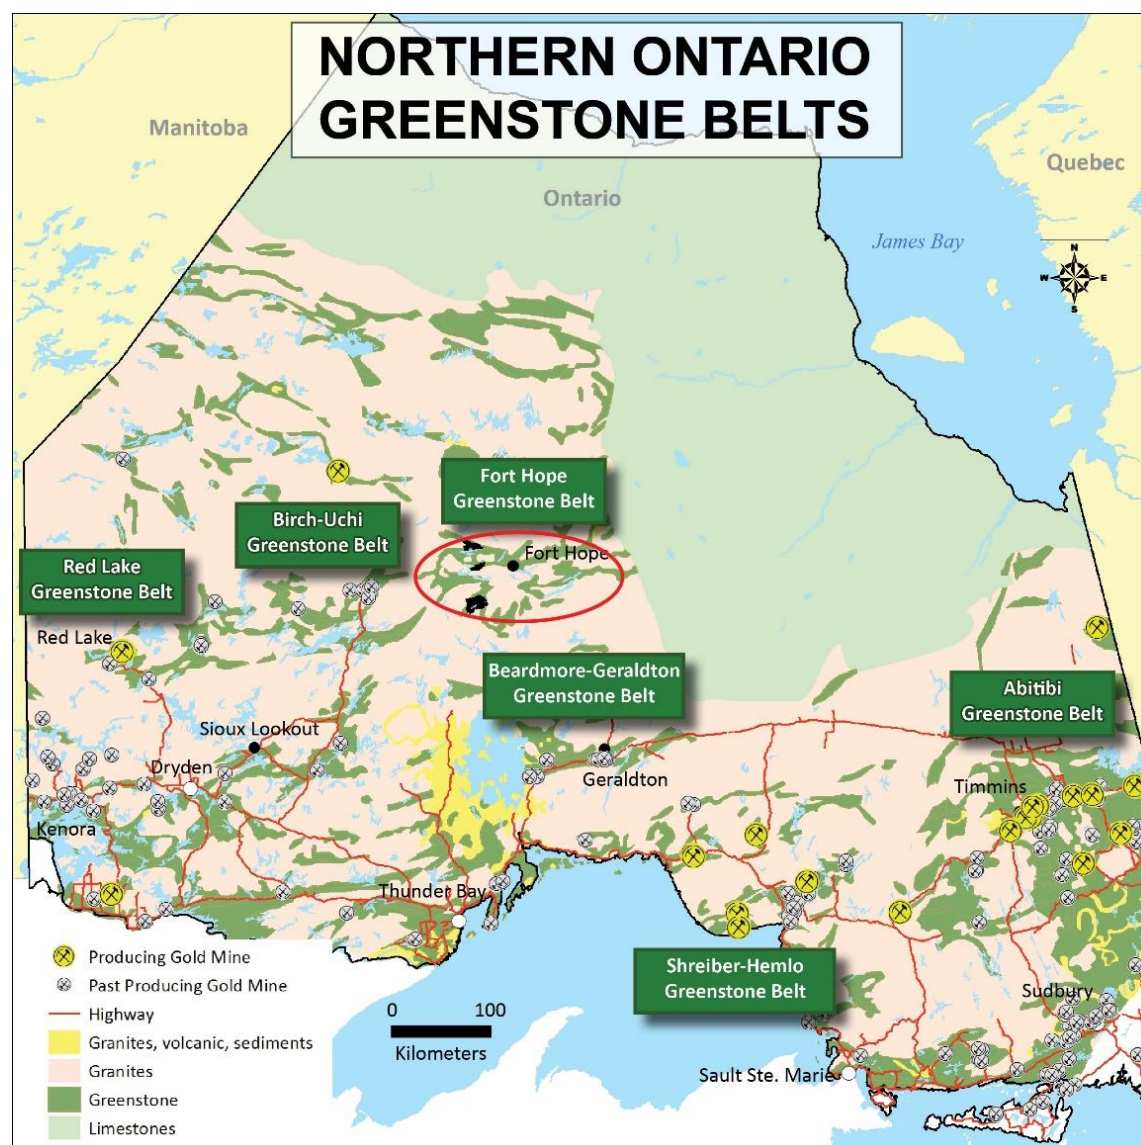 NORTHERN ONTARIO
GREENSTONE BELTS
Manitoba
Quebec
Ontario
James Bay
N
W
E
S
Fort Hope
Greenstone Belt
Birch-Uchi
Greenstone Belt
Fort Hope
Red Lake
Greenstone Belt
Red Lake
Beardmore-Geraldton
Greenstone Belt
Abitibi
Greenstone Belt
Sioux Lookout
Dryden
Geraldton
Timmins
Kenora
Thunder Bay
Shreiber-Hemlo
Greenstone Belt
Sudbury
Sault Ste. Marie
0
100
Kilometers
Producing Gold Mine
Past Producing Gold Mine
Highway
Granites, volcanic, sediments
Granites
Greenstone
Limestones